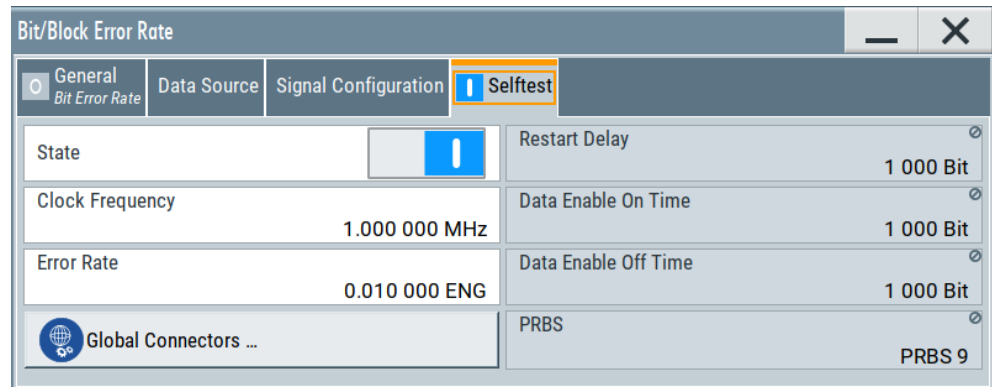 Bit/Block Error Rate
General
Bit Error Rate
Data Source
Signal Configuration
Selftest
State
Restart Delay
1 000 Bit
Clock Frequency
1.000 000 MHz
Data Enable On Time
1 000 Bit
Error Rate
0.010 000 ENG
Data Enable Off Time
1 000 Bit
Global Connectors ...
PRBS
PRBS 9